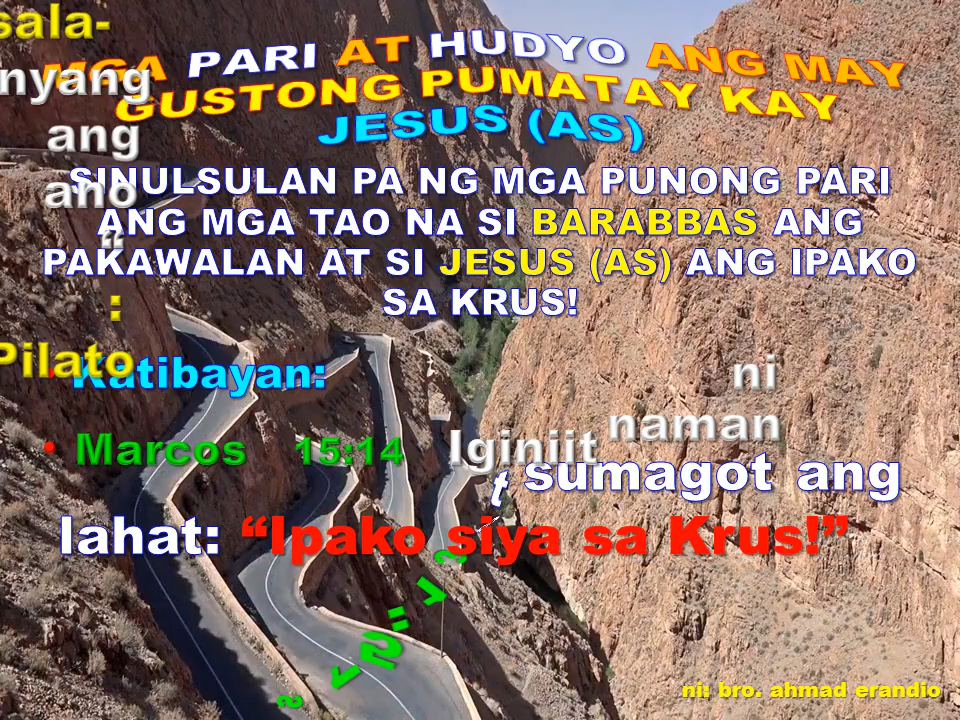 MGA PARI AT HUDYO ANG MAY
GUSTONG PUMATAY KAY
JESUS (AS)
SINULSULAN PA NG MGA PUNONG PARI
ANG MGA TAO NA SI BARABBAS ANG
PAKAWALAN AT SI JESUS (AS) ANG IPAKO
SA KRUS!
sala-
nyang
ang
ano
“
:
Pilato
• Katibayan:
• Marcos 15:14 Iginiit
ni
naman
t sumagot ang
lahat: “Ipako siya sa Krus!”
ni: bro. ahmad erandio